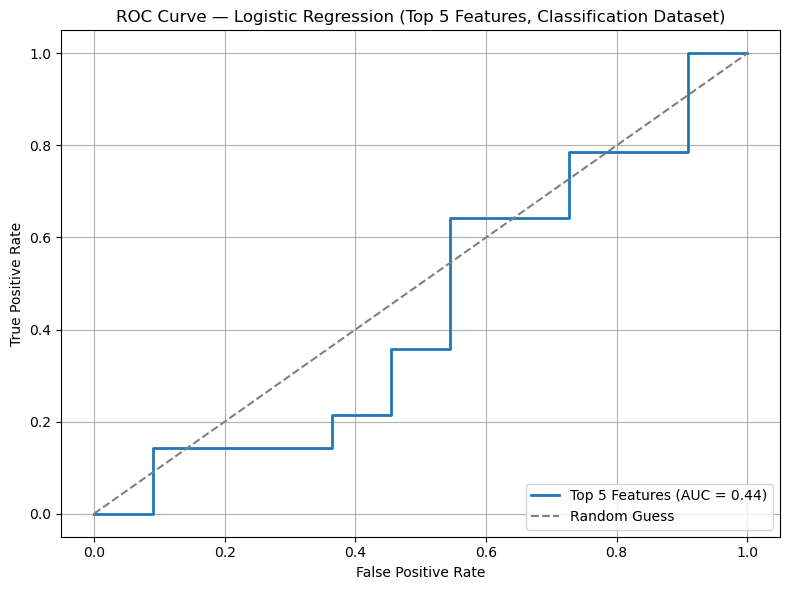 ROC Curve — Logistic Regression (Top 5 Features, Classification Dataset)
1.0
0.8
0.6
0.4
0.2
0.0
True Positive Rate
0.0 0.2 0.4 0.6 0.8 1.0
False Positive Rate
Top 5 Features (AUC = 0.44)
Random Guess